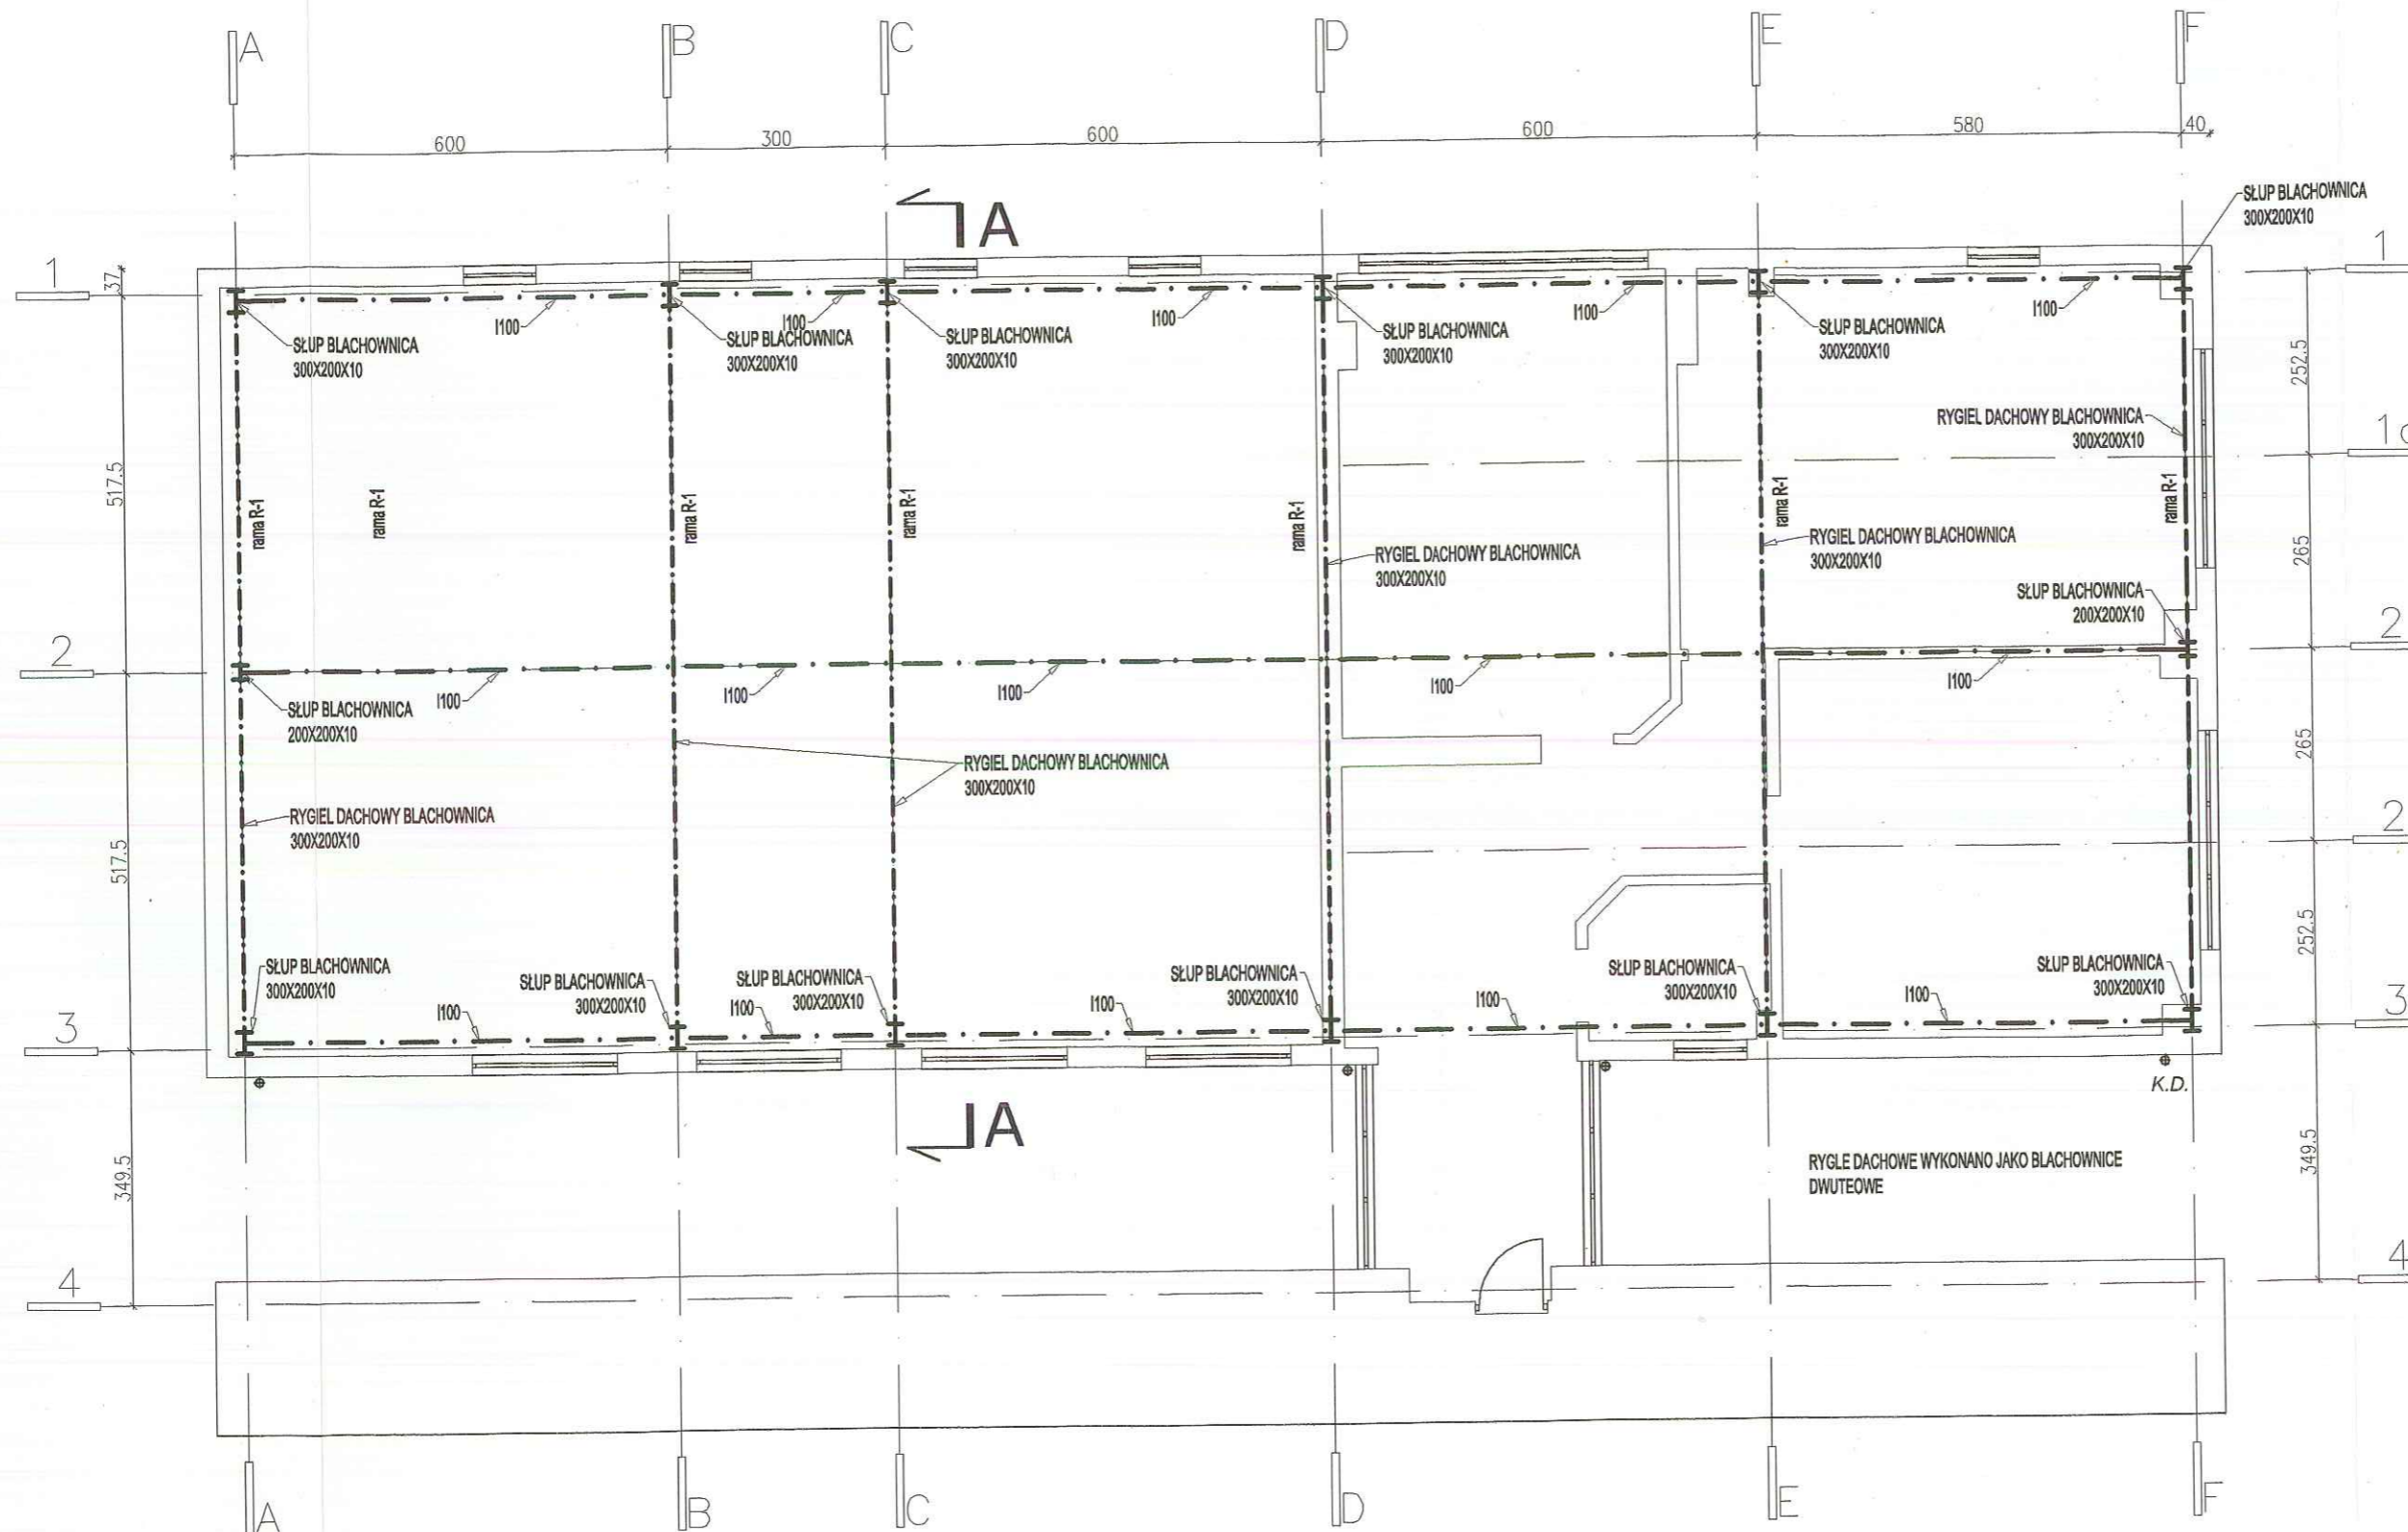 A B C D E F
600 300 600 600 580 40
A
SŁUP BLACHOWNICA
300X200X10
1 37 1
I100 I100 I100 I100 I100
SŁUP BLACHOWNICA
300X200X10
SŁUP BLACHOWNICA
300X200X10
SŁUP BLACHOWNICA
300X200X10
SŁUP BLACHOWNICA
300X200X10
SŁUP BLACHOWNICA
300X200X10
252.5
RYGIEL DACHOWY BLACHOWNICA
300X200X10
517.5
rama R-1
rama R-1
rama R-1
rama R-1
rama R-1
rama R-1
rama R-1
RYGIEL DACHOWY BLACHOWNICA
300X200X10
RYGIEL DACHOWY BLACHOWNICA
300X200X10
265
SŁUP BLACHOWNICA
200X200X10
2 2
I100 I100 I100 I100 I100
SŁUP BLACHOWNICA
200X200X10
RYGIEL DACHOWY BLACHOWNICA
300X200X10
265
RYGIEL DACHOWY BLACHOWNICA
300X200X10
2
517.5
252.5
SŁUP BLACHOWNICA
300X200X10
SŁUP BLACHOWNICA
300X200X10
SŁUP BLACHOWNICA
300X200X10
SŁUP BLACHOWNICA
300X200X10
SŁUP BLACHOWNICA
300X200X10
SŁUP BLACHOWNICA
300X200X10
I100 I100 I100 I100 I100
3 3
K.D.
A
349.5 349.5
RYGLE DACHOWE WYKONANO JAKO BLACHOWNICE
DWUTEOWE
4 4
A B C D E F